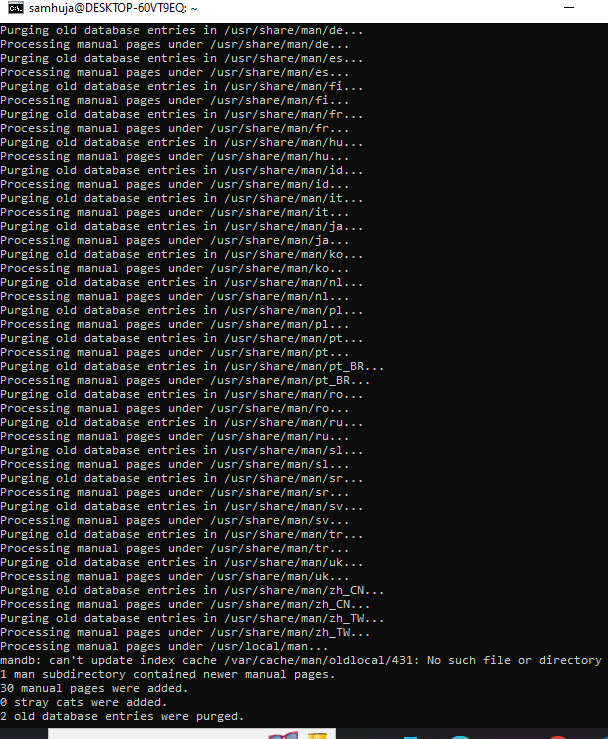 samhuja@DESKTOP-60VT9EQ: ~
Purging old database entries in /usr/share/man/de...
Processing manual pages under /usr/share/man/de...
Purging old database entries in /usr/share/man/es...
Processing manual pages under /usr/share/man/es...
Purging old database entries in /usr/share/man/fi...
Processing manual pages under /usr/share/man/fi...
Purging old database entries in /usr/share/man/fr...
Processing manual pages under /usr/share/man/fr...
Purging old database entries in /usr/share/man/hu...
Processing manual pages under /usr/share/man/hu...
Purging old database entries in /usr/share/man/id...
Processing manual pages under /usr/share/man/id...
Purging old database entries in /usr/share/man/it...
Processing manual pages under /usr/share/man/it...
Purging old database entries in /usr/share/man/ja...
Processing manual pages under /usr/share/man/ja...
Purging old database entries in /usr/share/man/ko...
Processing manual pages under /usr/share/man/ko...
Purging old database entries in /usr/share/man/nl...
Processing manual pages under /usr/share/man/nl...
Purging old database entries in /usr/share/man/pl...
Processing manual pages under /usr/share/man/pl...
Purging old database entries in /usr/share/man/pt...
Processing manual pages under /usr/share/man/pt...
Purging old database entries in /usr/share/man/pt_BR...
Processing manual pages under /usr/share/man/pt_BR...
Purging old database entries in /usr/share/man/ro...
Processing manual pages under /usr/share/man/ro...
Purging old database entries in /usr/share/man/ru...
Processing manual pages under /usr/share/man/ru...
Purging old database entries in /usr/share/man/sl...
Processing manual pages under /usr/share/man/sl...
Purging old database entries in /usr/share/man/sr...
Processing manual pages under /usr/share/man/sr...
Purging old database entries in /usr/share/man/sv...
Processing manual pages under /usr/share/man/sv...
Purging old database entries in /usr/share/man/tr...
Processing manual pages under /usr/share/man/tr...
Purging old database entries in /usr/share/man/uk...
Processing manual pages under /usr/share/man/uk...
Purging old database entries in /usr/share/man/zh_CN...
Processing manual pages under /usr/share/man/zh_CN...
Purging old database entries in /usr/share/man/zh_TW...
Processing manual pages under /usr/share/man/zh_TW...
Processing manual pages under /usr/local/man...
mandb: can't update index cache /var/cache/man/oldlocal/431: No such file or directory
1 man subdirectory contained newer manual pages.
30 manual pages were added.
0 stray cats were added.
2 old database entries were purged.